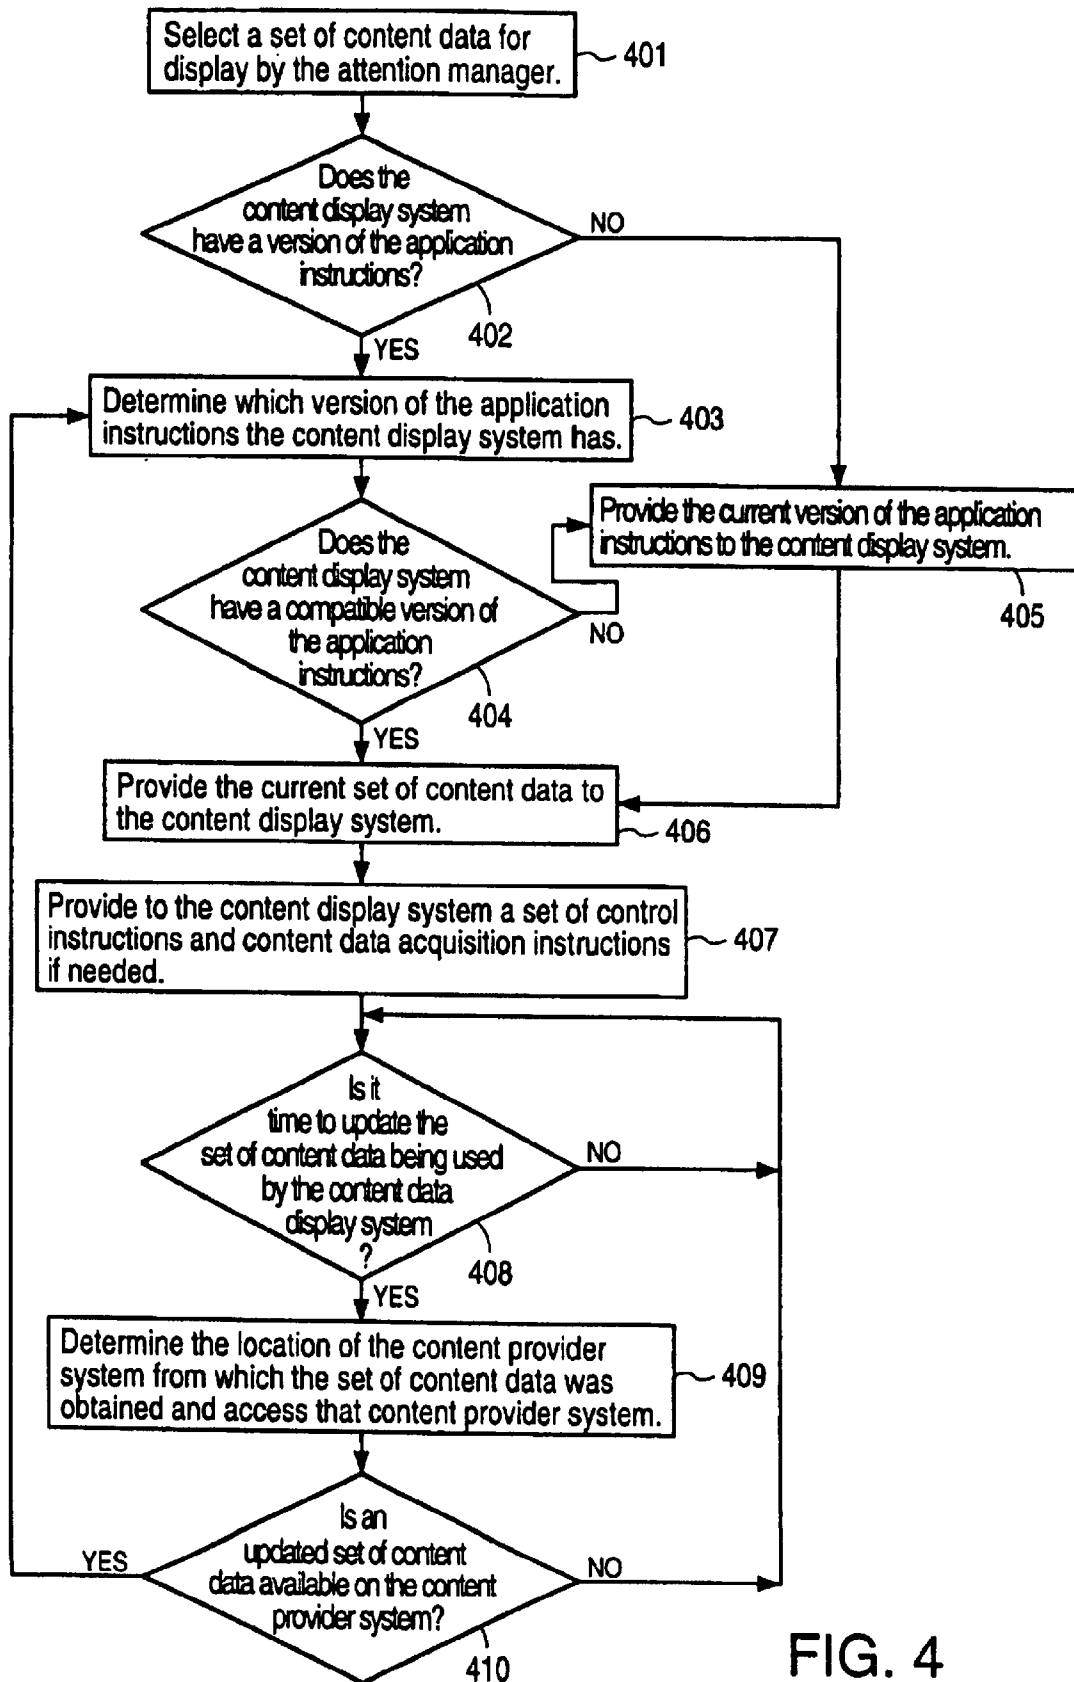 Select a set of content data for
display by the attention manager.
401
Does the
content display system
have a version of the application
instructions?
NO
402
YES
Determine which version of the application
instructions the content display system has.
403
Provide the current version of the application
instructions to the content display system.
405
Does the
content display system
have a compatible version of
the application
instructions?
NO
404
YES
Provide the current set of content data to
the content display system.
406
Provide to the content display system a set of control
instructions and content data acquisition instructions
if needed.
407
Is it
time to update the
set of content data being used
by the content data
display system
?
NO
408
YES
Determine the location of the content provider
system from which the set of content data was
obtained and access that content provider system.
409
Is an
updated set of content
data available on the content
provider system?
YES
NO
410
FIG. 4